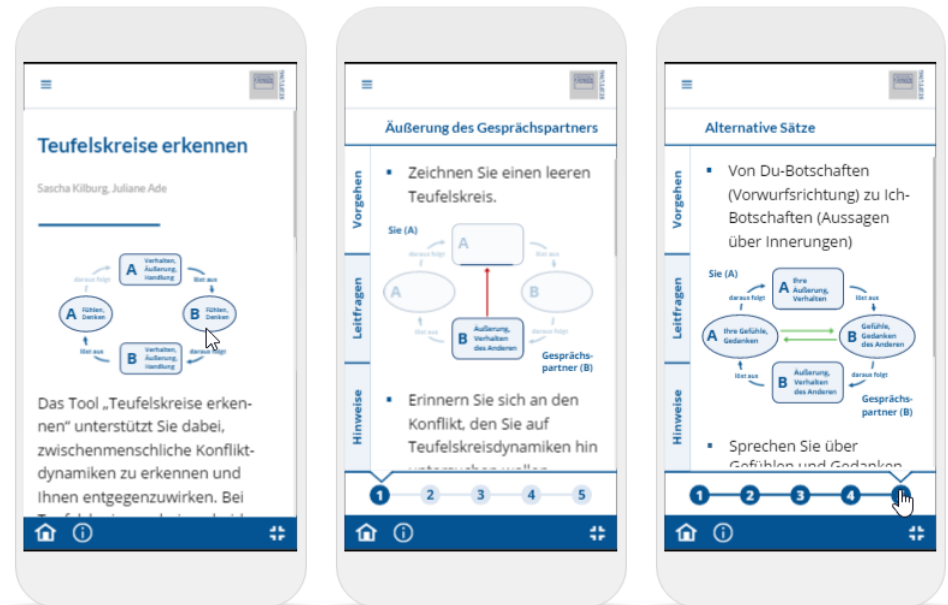 Teufelskreise erkennen
Sascha Kilburg, Juliane Ade
A Verhalten,
Äußerung,
Handlung
daraus folgt
löst aus
A Fühlen,
Denken
B Fühlen,
Denken
löst aus
daraus folgt
B Verhalten,
Äußerung,
Handlung
Das Tool „Teufelskreise erken-
nen“ unterstützt Sie dabei,
zwischenmenschliche Konflikt-
dynamiken zu erkennen und
Ihnen entgegenzuwirken. Bei
Äußerung des Gesprächspartners
Vorgehen
Leitfragen
Hinweise
Zeichnen Sie einen leeren
Teufelskreis.
Sie (A)
A
daraus folgt
löst aus
A
B
löst aus
daraus folgt
B Äußerung,
Verhalten
des Anderen
Gesprächs-
partner (B)
Erinnern Sie sich an den
Konflikt, den Sie auf
Teufelskreisdynamiken hin
untersuchen wollen
1 2 3 4 5
Alternative Sätze
Vorgehen
Leitfragen
Hinweise
Von Du-Botschaften
(Vorwurfsrichtung) zu Ich-
Botschaften (Aussagen
über Innerungen)
Sie (A)
A Ihre
Äußerung,
Verhalten
daraus folgt
löst aus
A Ihre Gefühle,
Gedanken
B Gefühle,
Gedanken
des Anderen
löst aus
daraus folgt
B Äußerung,
Verhalten
des Anderen
Gesprächs-
partner (B)
Sprechen Sie über
Gefühlen und Gedanken
1 2 3 4